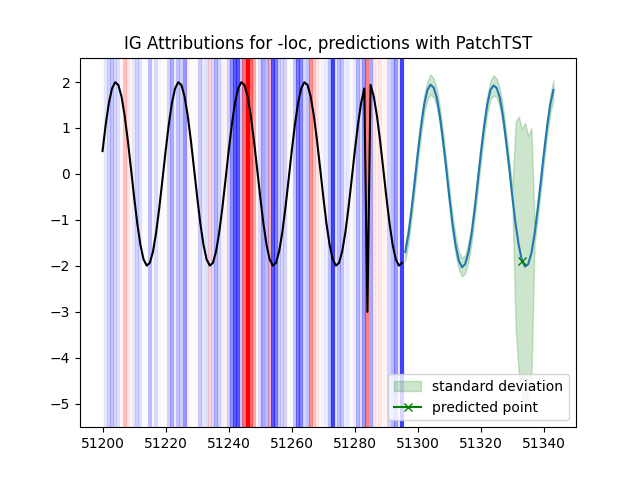 IG Attributions for -loc, predictions with PatchTST
2
1
0
−1
−2
−3
−4
−5
standard deviation
predicted point
51200 51220 51240 51260 51280 51300 51320 51340